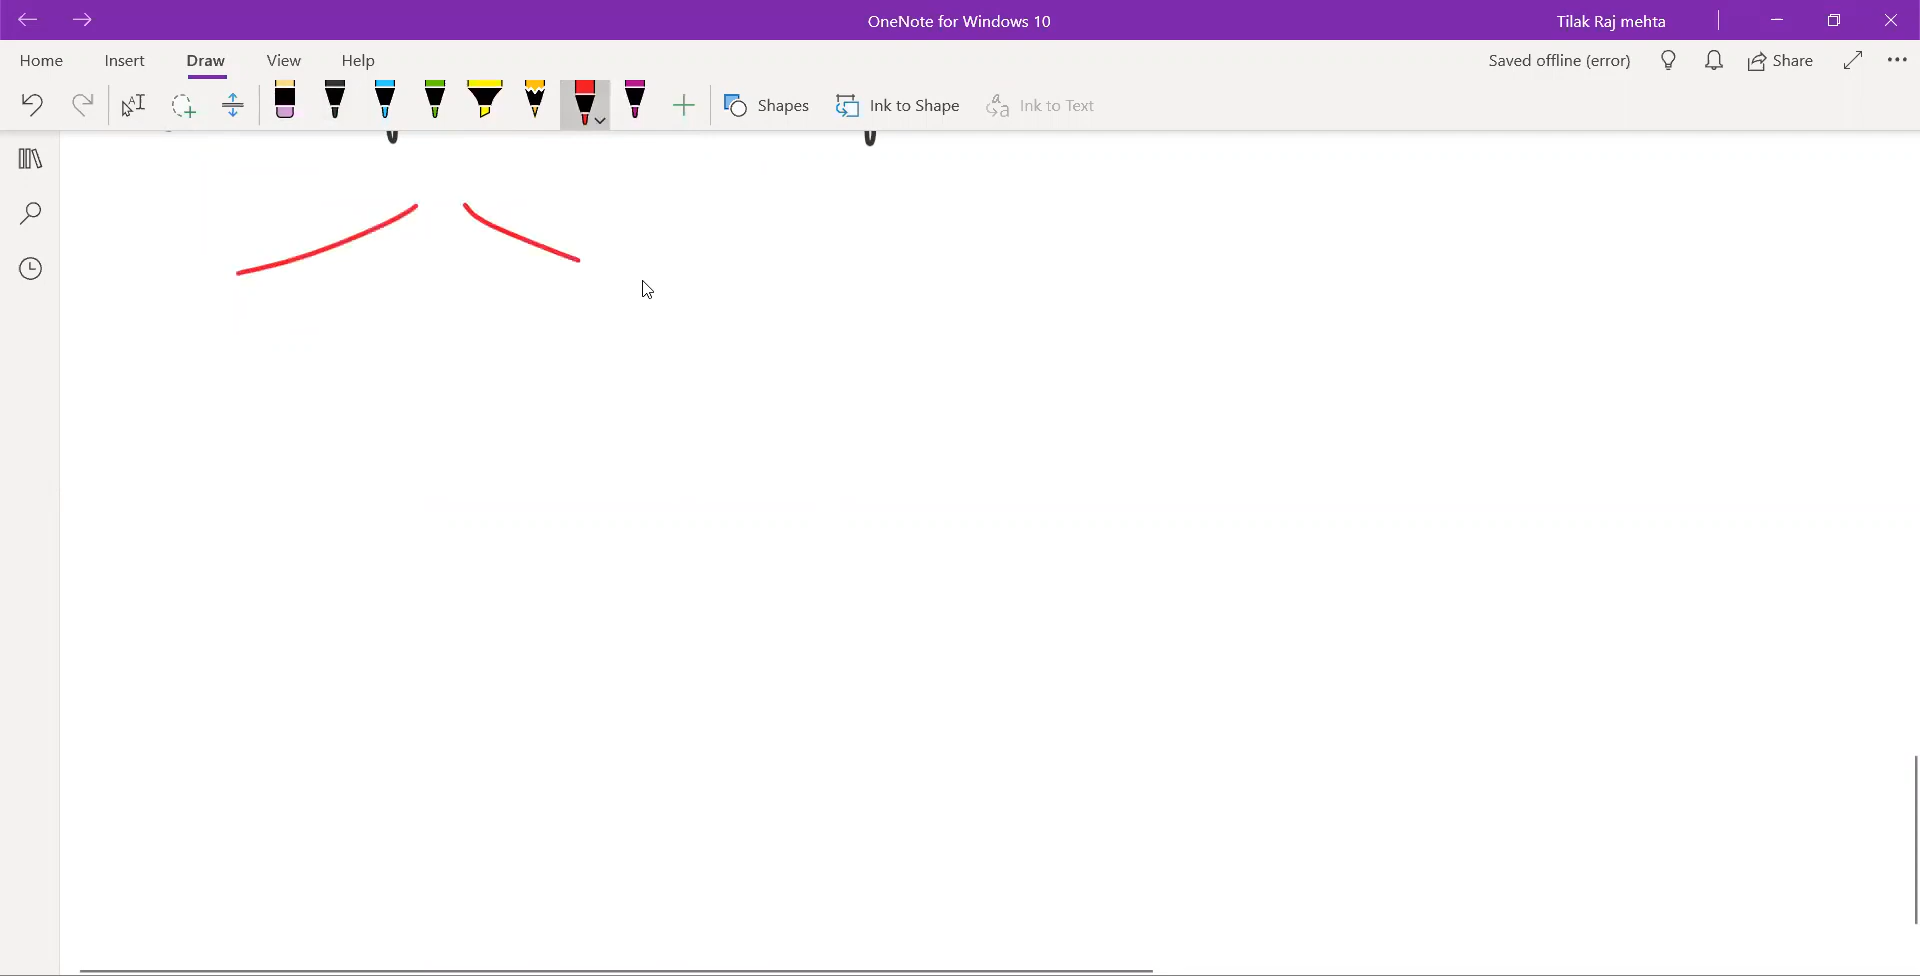 OneNote for Windows 10
Tilak Raj mehta
Home Insert Draw View Help
Saved offline (error)
Share
Shapes
Ink to Shape
Ink to Text